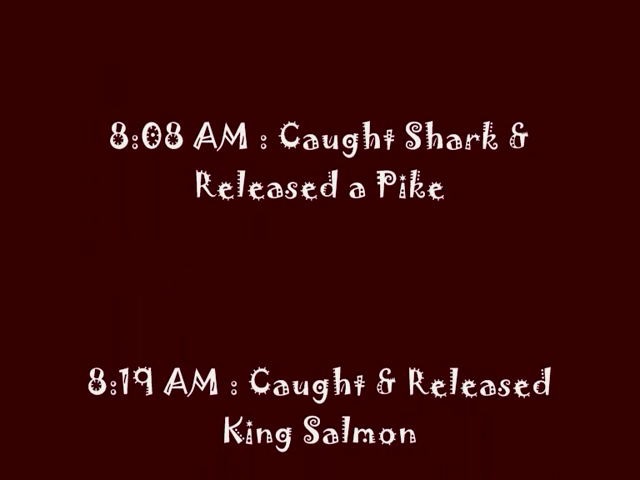 8:08 AM : Caught Shark &
Released a Pike
8:19 AM : Caught & Released
King Salmon